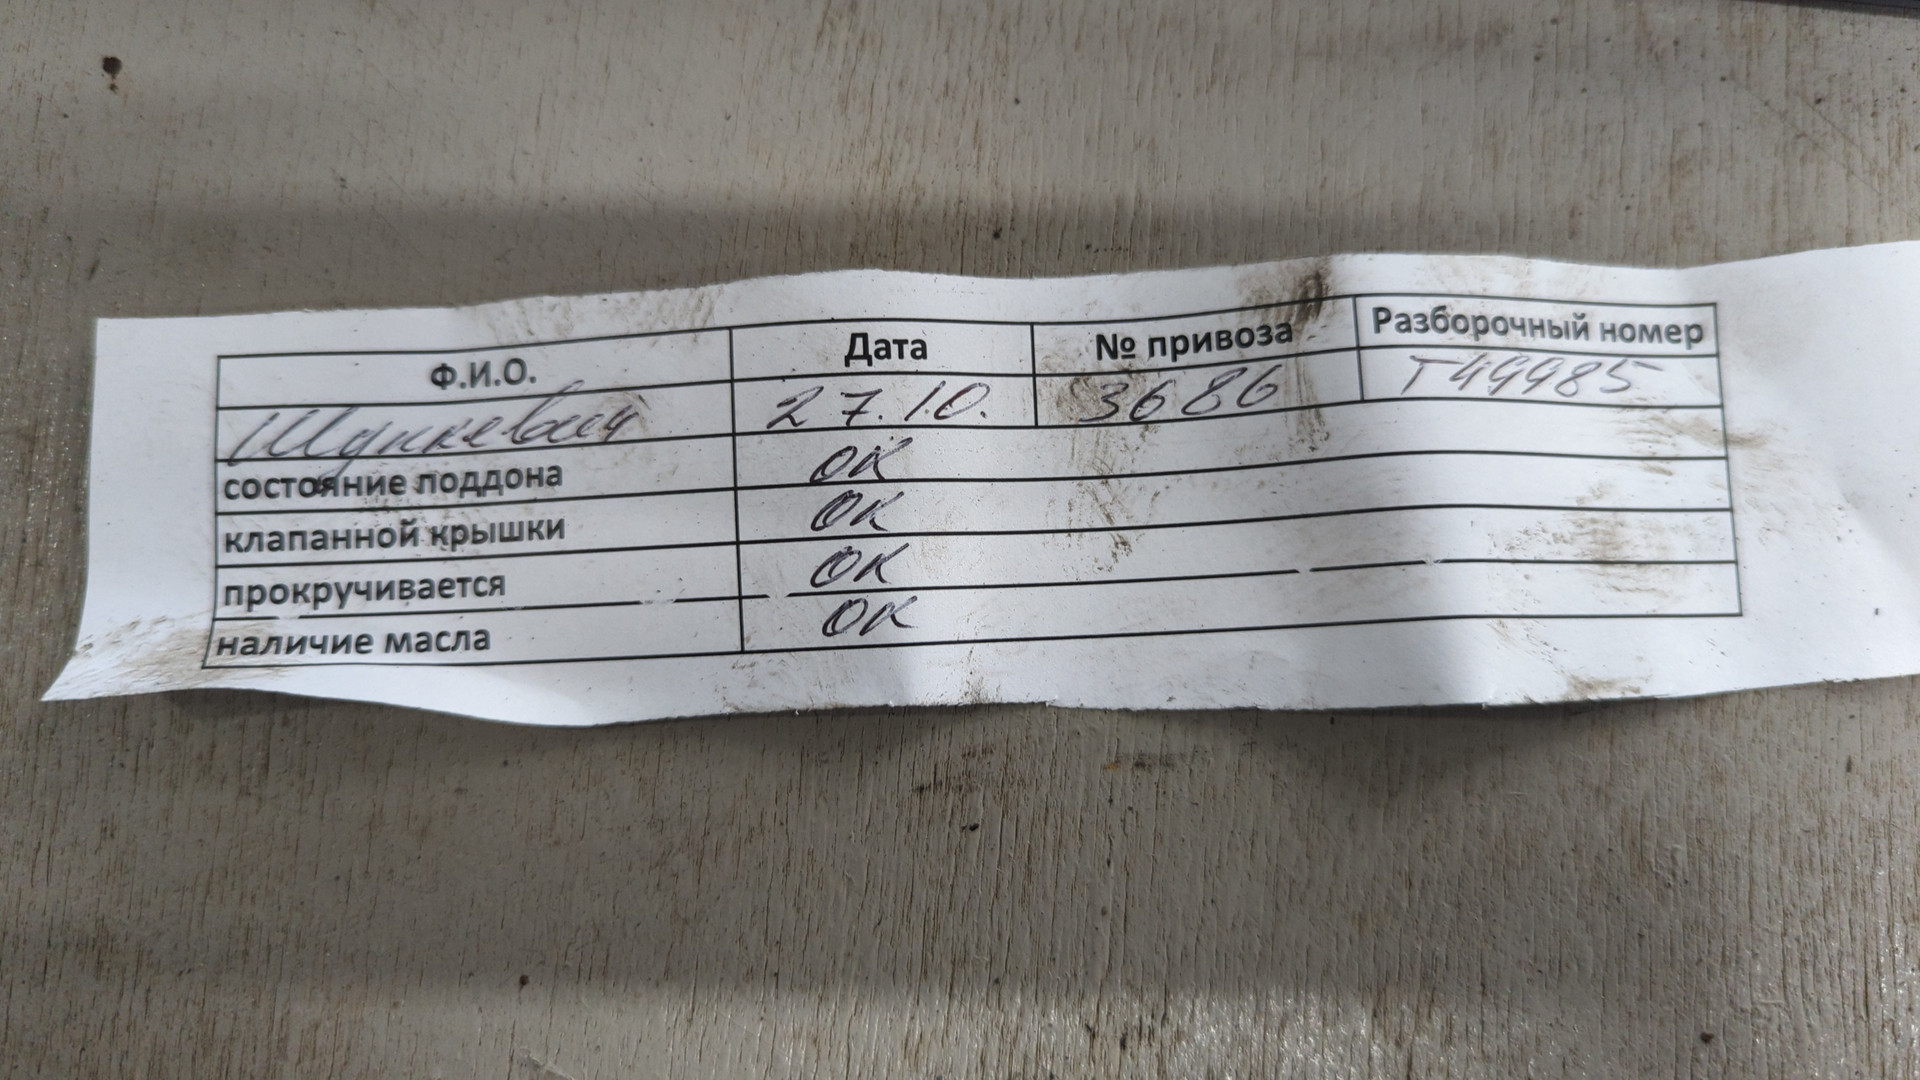 Ф.И.О. Дата № привоза Разборочный номер
Шункевич 27.10. 3686 Т49985
состояние поддона ОК
клапанной крышки ОК
прокручивается ОК
наличие масла ОК